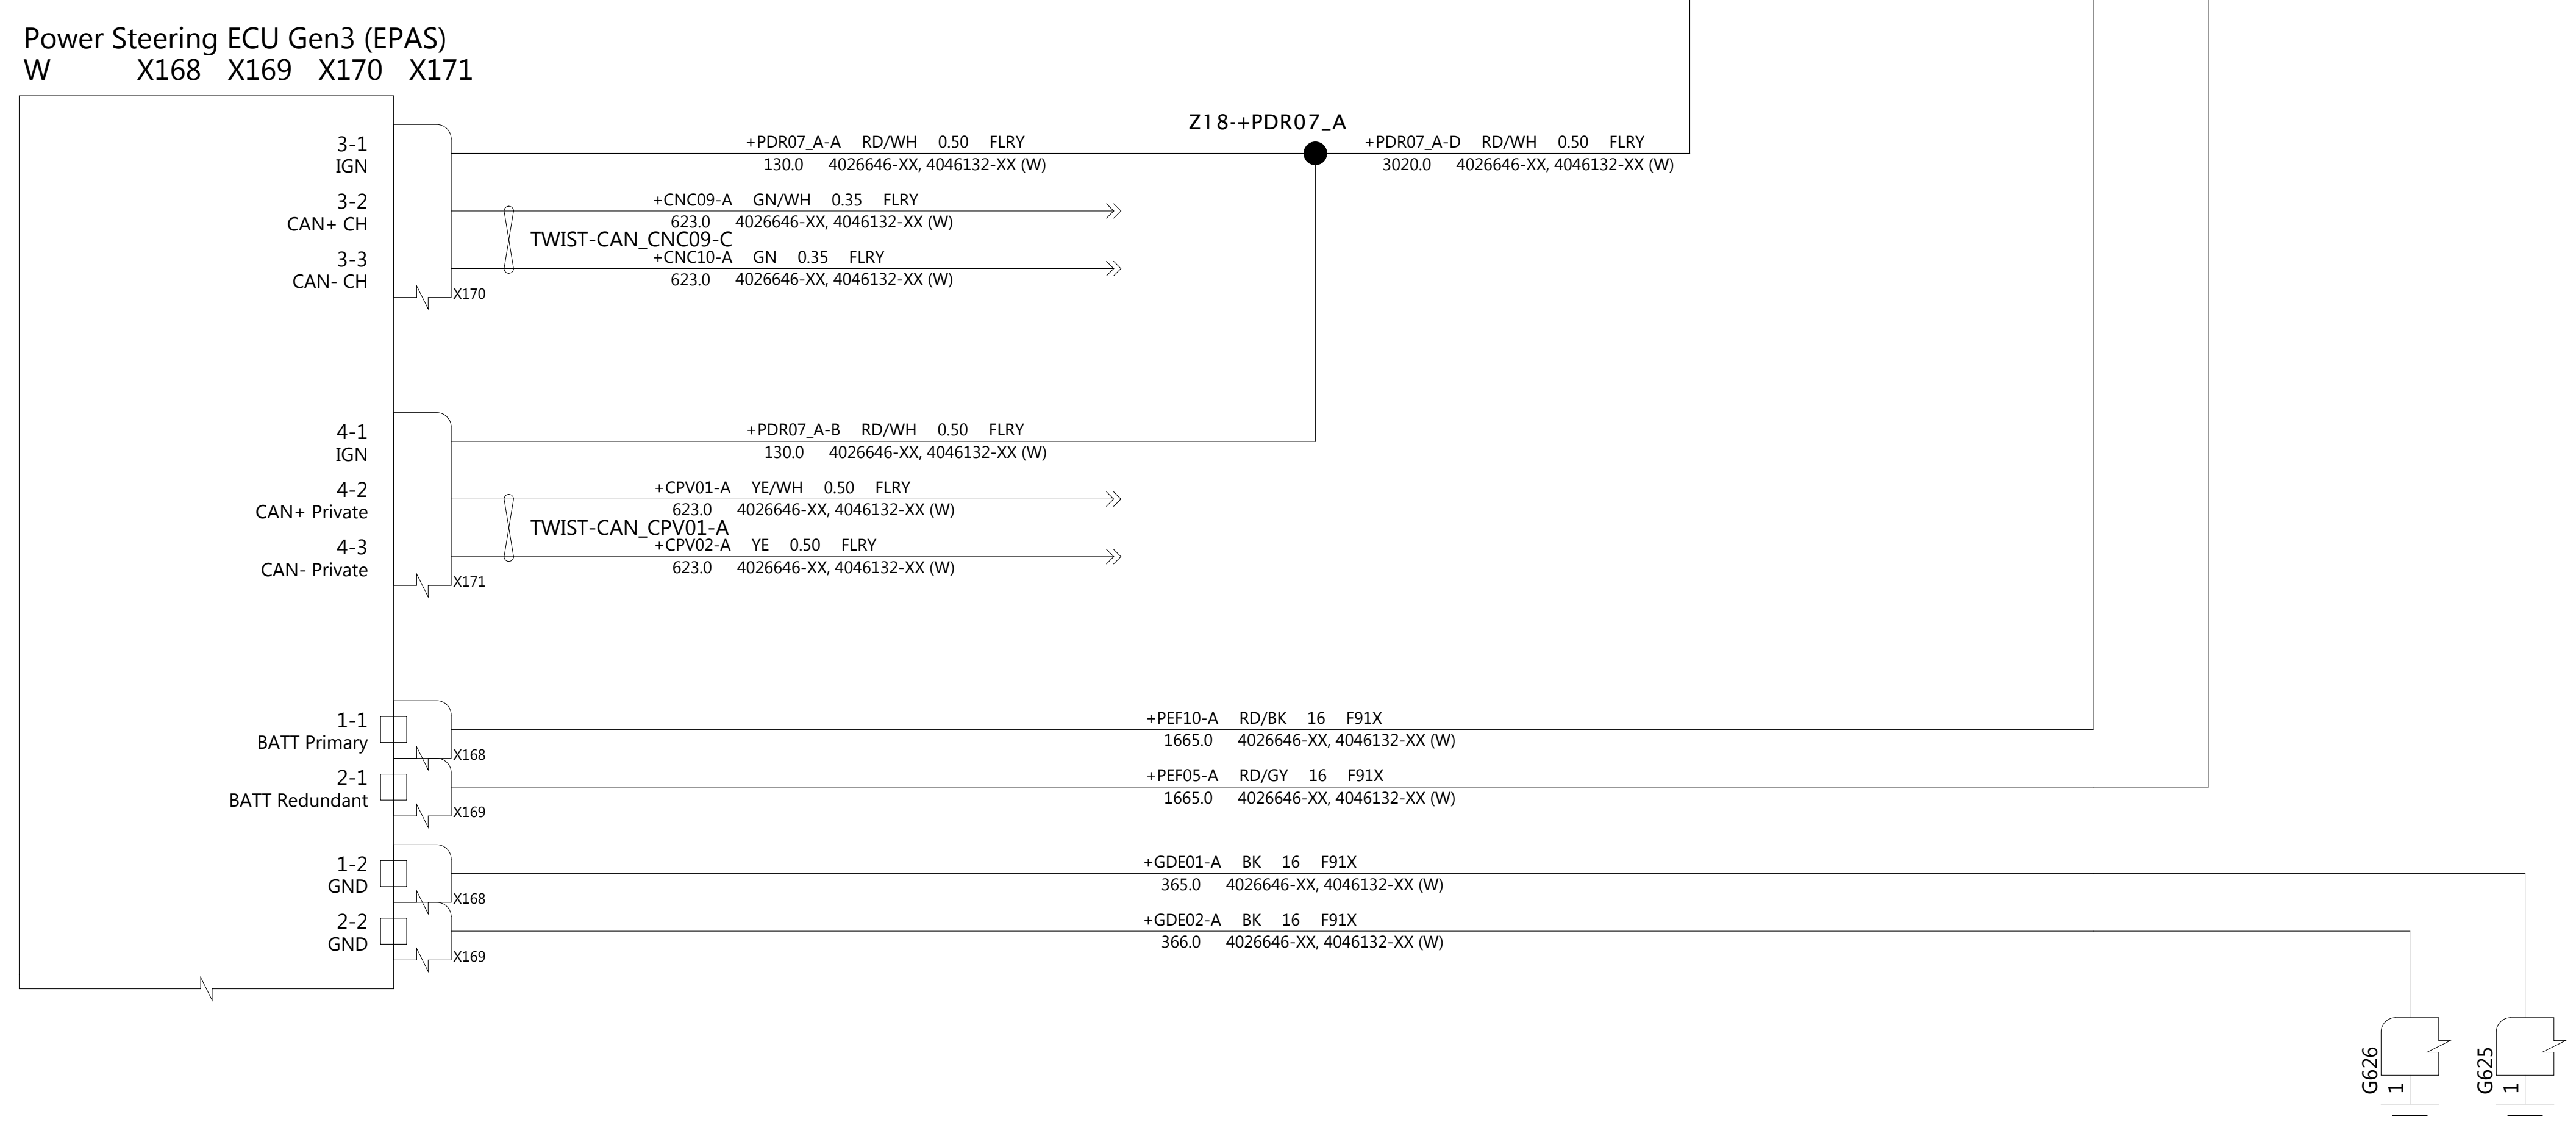 Power Steering ECU Gen3 (EPAS)
W X168 X169 X170 X171
Z18-+PDR07_A
3-1 +PDR07_A-A RD/WH 0.50 FLRY +PDR07_A-D RD/WH 0.50 FLRY
IGN 130.0 4026646-XX, 4046132-XX (W) 3020.0 4026646-XX, 4046132-XX (W)
3-2 +CNC09-A GN/WH 0.35 FLRY
CAN+ CH 623.0 4026646-XX, 4046132-XX (W)
TWIST-CAN_CNC09-C
3-3 +CNC10-A GN 0.35 FLRY
CAN- CH 623.0 4026646-XX, 4046132-XX (W)
X170
4-1 +PDR07_A-B RD/WH 0.50 FLRY
IGN 130.0 4026646-XX, 4046132-XX (W)
4-2 +CPV01-A YE/WH 0.50 FLRY
CAN+ Private 623.0 4026646-XX, 4046132-XX (W)
TWIST-CAN_CPV01-A
4-3 +CPV02-A YE 0.50 FLRY
CAN- Private 623.0 4026646-XX, 4046132-XX (W)
X171
1-1 +PEF10-A RD/BK 16 F91X
BATT Primary 1665.0 4026646-XX, 4046132-XX (W)
X168
2-1 +PEF05-A RD/GY 16 F91X
BATT Redundant 1665.0 4026646-XX, 4046132-XX (W)
X169
1-2 +GDE01-A BK 16 F91X
GND 365.0 4026646-XX, 4046132-XX (W)
X168
2-2 +GDE02-A BK 16 F91X
GND 366.0 4026646-XX, 4046132-XX (W)
X169
G626
1
G625
1